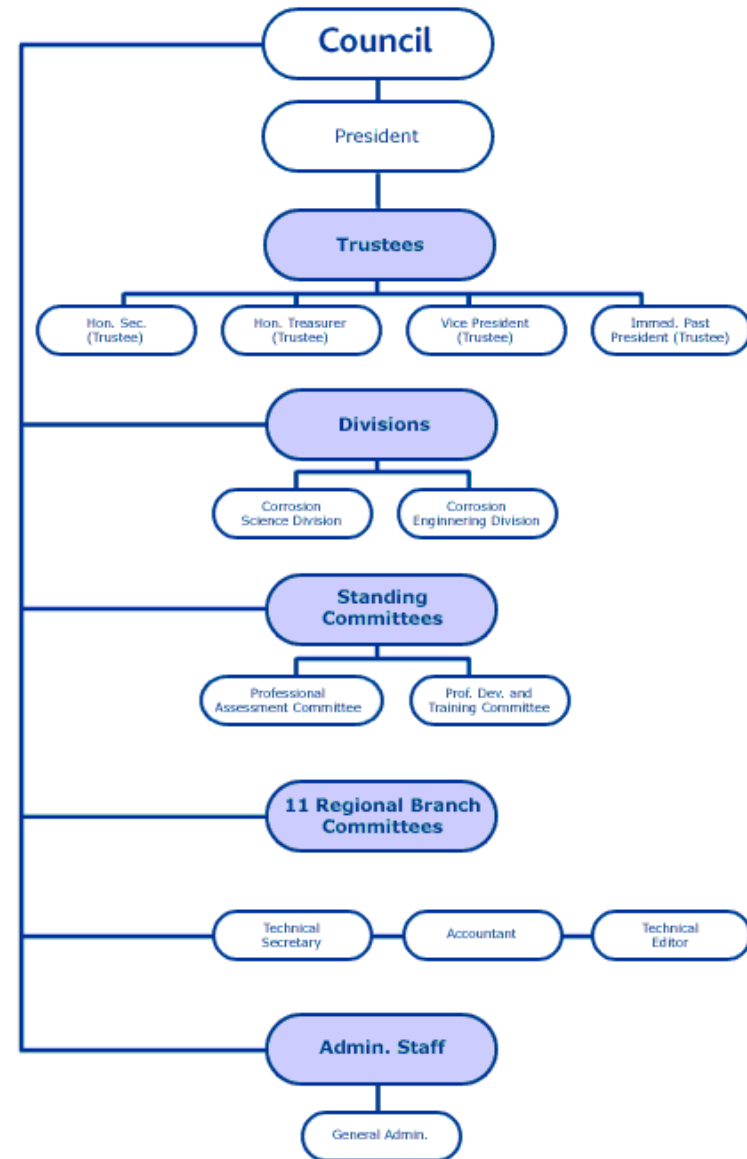 Council
President
Trustees
Hon. Sec.
(Trustee)
Hon. Treasurer
(Trustee)
Vice President
(Trustee)
Immed. Past
President (Trustee)
Divisions
Corrosion
Science Division
Corrosion
Enginnering Division
Standing
Committees
Professional
Assessment Committee
Prof. Dev. and
Training Committee
11 Regional Branch
Committees
Technical
Secretary
Accountant
Technical
Editor
Admin. Staff
General Admin.